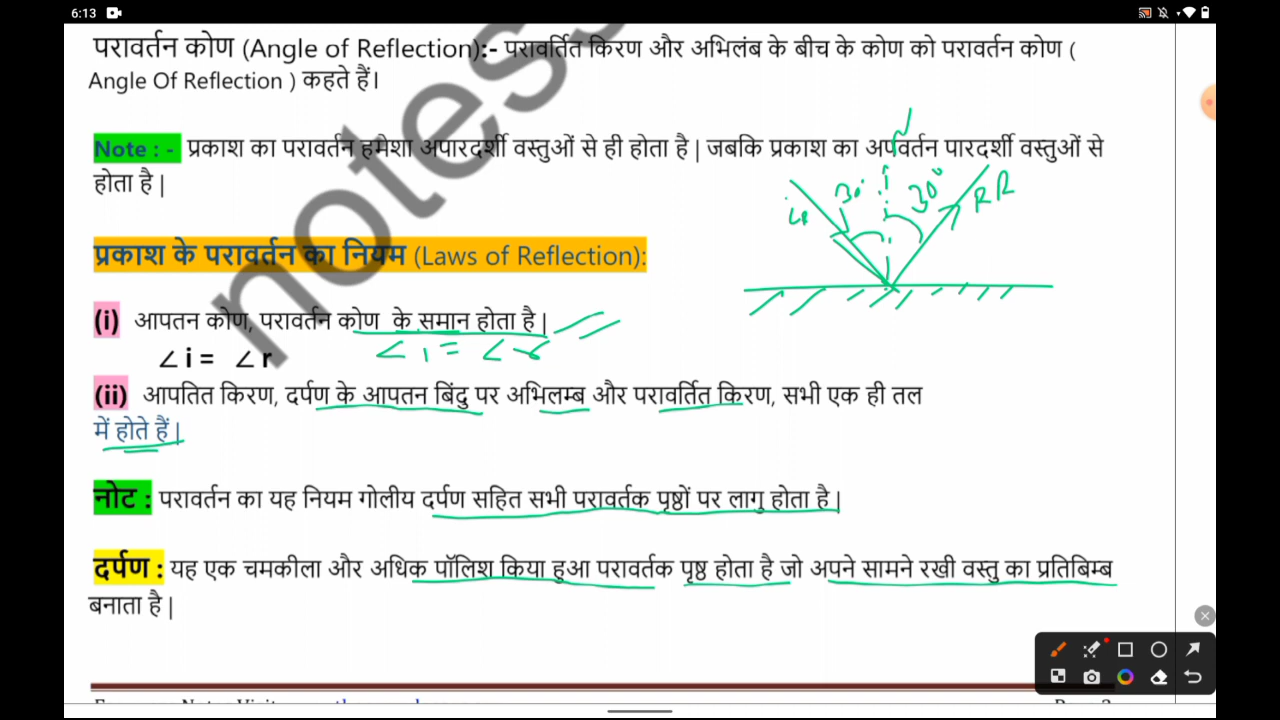 6:13
परावर्तन कोण (Angle of Reflection):- परावर्तित किरण और अभिलंब के बीच के कोण को परावर्तन कोण (
Angle Of Reflection ) कहते हैं।
Note : - प्रकाश का परावर्तन हमेशा अपारदर्शी वस्तुओं से ही होता है | जबकि प्रकाश का अपवर्तन पारदर्शी वस्तुओं से
होता है |
30° 30° RR
प्रकाश के परावर्तन का नियम (Laws of Reflection):
(i) आपतन कोण, परावर्तन कोण के समान होता है |
∠ i = ∠ r
∠ i = ∠ r
(ii) आपतित किरण, दर्पण के आपतन बिंदु पर अभिलम्ब और परावर्तित किरण, सभी एक ही तल
में होते हैं |
नोट : परावर्तन का यह नियम गोलीय दर्पण सहित सभी परावर्तक पृष्ठों पर लागु होता है |
दर्पण : यह एक चमकीला और अधिक पॉलिश किया हुआ परावर्तक पृष्ठ होता है जो अपने सामने रखी वस्तु का प्रतिबिम्ब
बनाता है |
notes